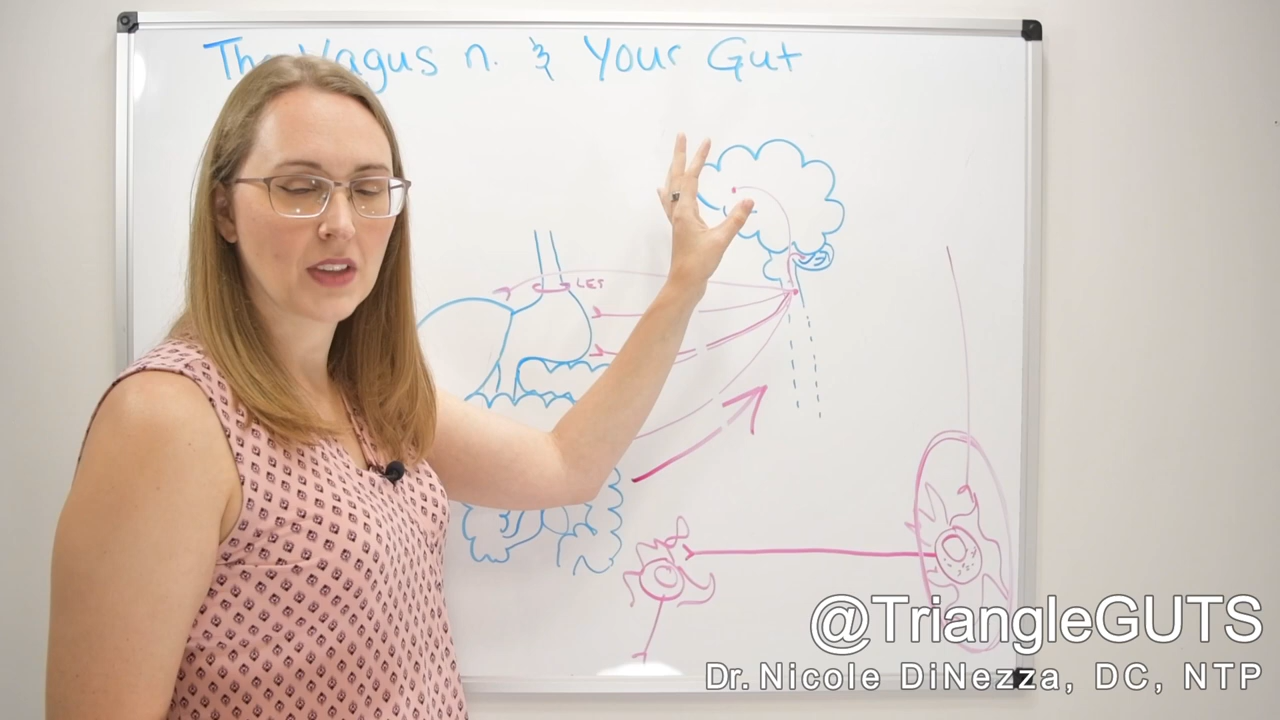 The Vagus n. & Your Gut
LES
@TriangleGUTS
Dr. Nicole DiNezza, DC, NTP